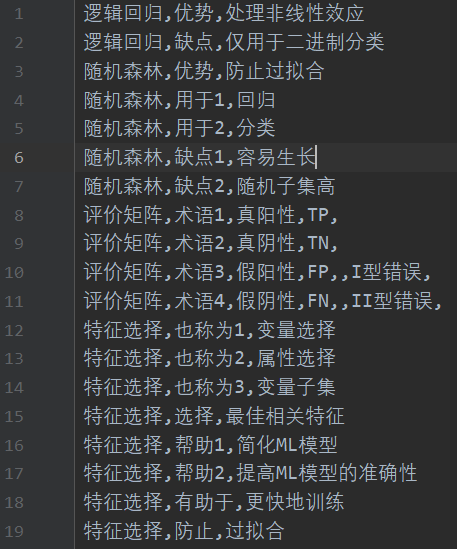 1 逻辑回归,优势,处理非线性效应
2 逻辑回归,缺点,仅用于二进制分类
3 随机森林,优势,防止过拟合
4 随机森林,用于1,回归
5 随机森林,用于2,分类
6 随机森林,缺点1,容易生长
7 随机森林,缺点2,随机子集高
8 评价矩阵,术语1,真阳性,TP,
9 评价矩阵,术语2,真阴性,TN,
10 评价矩阵,术语3,假阳性,FP,,I型错误,
11 评价矩阵,术语4,假阴性,FN,,II型错误,
12 特征选择,也称为1,变量选择
13 特征选择,也称为2,属性选择
14 特征选择,也称为3,变量子集
15 特征选择,选择,最佳相关特征
16 特征选择,帮助1,简化ML模型
17 特征选择,帮助2,提高ML模型的准确性
18 特征选择,有助于,更快地训练
19 特征选择,防止,过拟合